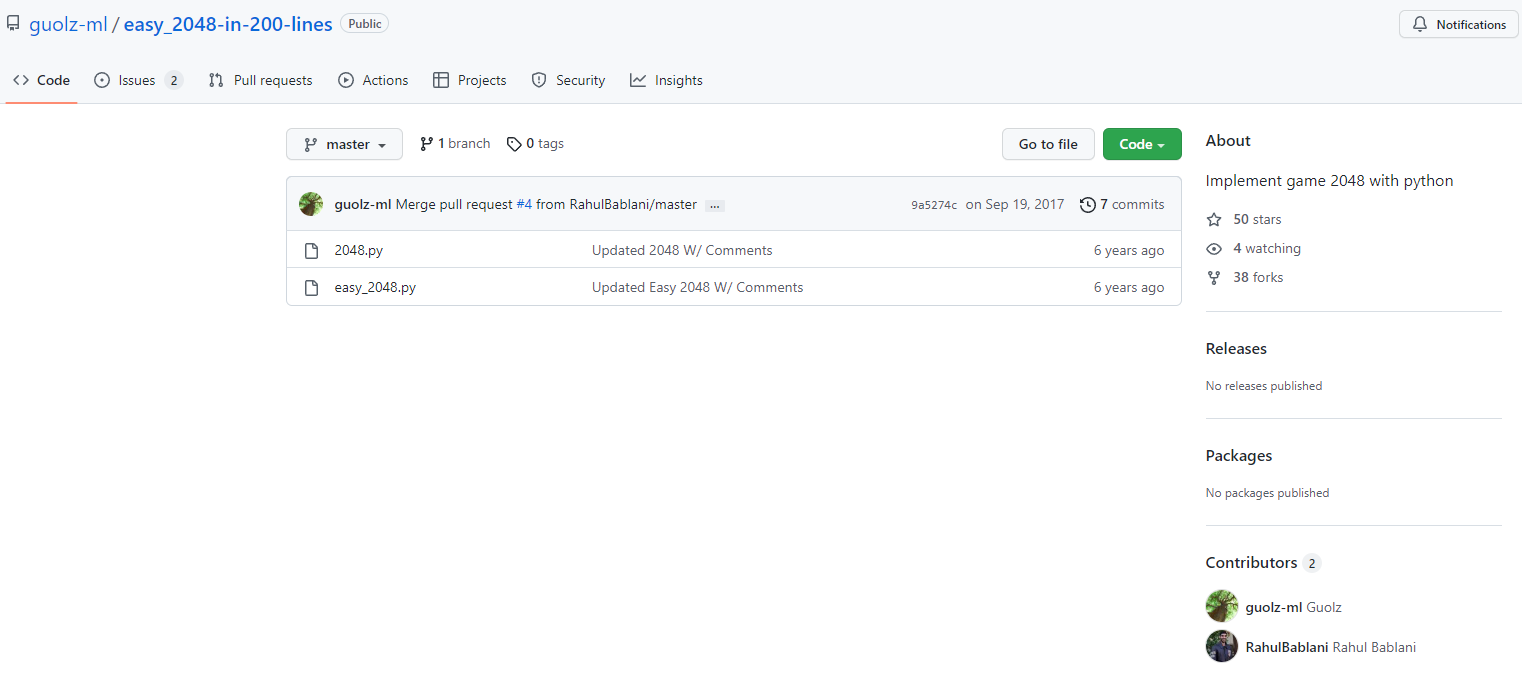 guolz-ml / easy_2048-in-200-lines Public
Notifications
Code Issues 2 Pull requests Actions Projects Security Insights
master 1 branch 0 tags
Go to file Code
guolz-ml Merge pull request #4 from RahulBablani/master ... 9a5274c on Sep 19, 2017 7 commits
2048.py Updated 2048 W/ Comments 6 years ago
easy_2048.py Updated Easy 2048 W/ Comments 6 years ago
About
Implement game 2048 with python
50 stars
4 watching
38 forks
Releases
No releases published
Packages
No packages published
Contributors 2
guolz-ml Guolz
RahulBablani Rahul Bablani